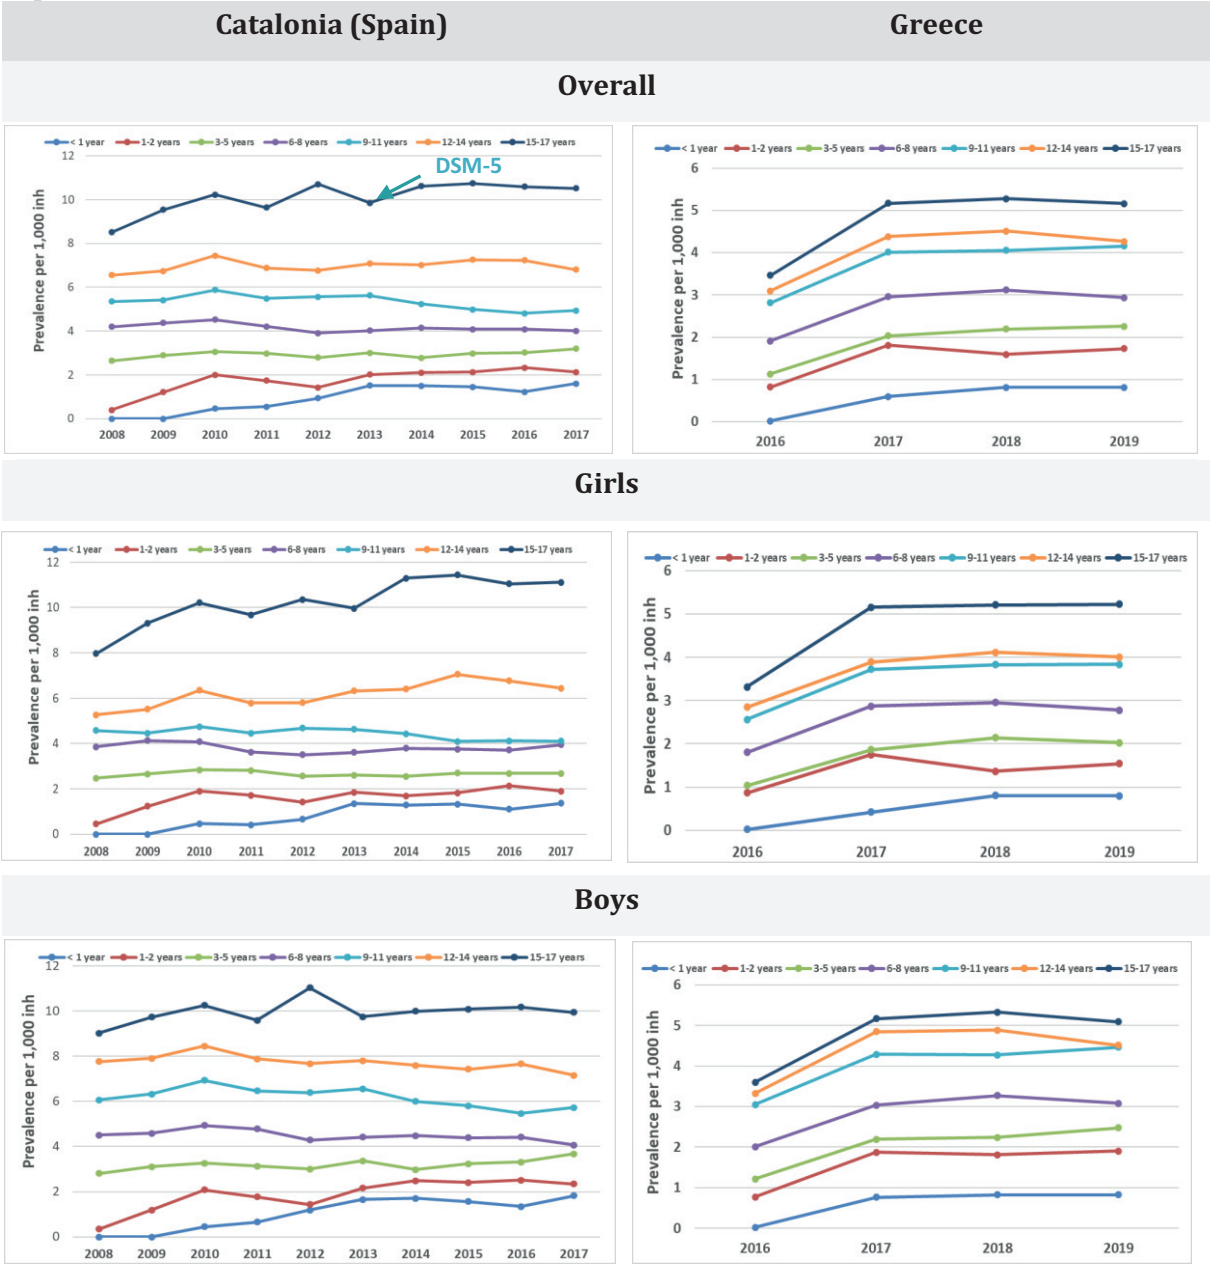 Catalonia (Spain) Greece
Overall
< 1 year 1-2 years 3-5 years 6-8 years 9-11 years 12-14 years 15-17 years
DSM-5
Prevalence per 1,000 inh
12
10
8
6
4
2
0
2008 2009 2010 2011 2012 2013 2014 2015 2016 2017
< 1 year 1-2 years 3-5 years 6-8 years 9-11 years 12-14 years 15-17 years
Prevalence per 1,000 inh
6
5
4
3
2
1
0
2016 2017 2018 2019
Girls
< 1 year 1-2 years 3-5 years 6-8 years 9-11 years 12-14 years 15-17 years
Prevalence per 1,000 inh
12
10
8
6
4
2
0
2008 2009 2010 2011 2012 2013 2014 2015 2016 2017
< 1 year 1-2 years 3-5 years 6-8 years 9-11 years 12-14 years 15-17 years
Prevalence per 1,000 inh
6
5
4
3
2
1
0
2016 2017 2018 2019
Boys
< 1 year 1-2 years 3-5 years 6-8 years 9-11 years 12-14 years 15-17 years
Prevalence per 1,000 inh
12
10
8
6
4
2
0
2008 2009 2010 2011 2012 2013 2014 2015 2016 2017
< 1 year 1-2 years 3-5 years 6-8 years 9-11 years 12-14 years 15-17 years
Prevalence per 1,000 inh
6
5
4
3
2
1
0
2016 2017 2018 2019